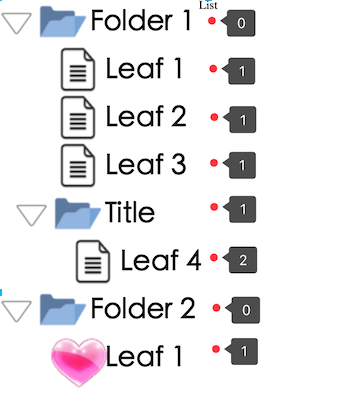 List
Folder 1 0
Leaf 1 1
Leaf 2 1
Leaf 3 1
Title 1
Leaf 4 2
Folder 2 0
Leaf 1 1